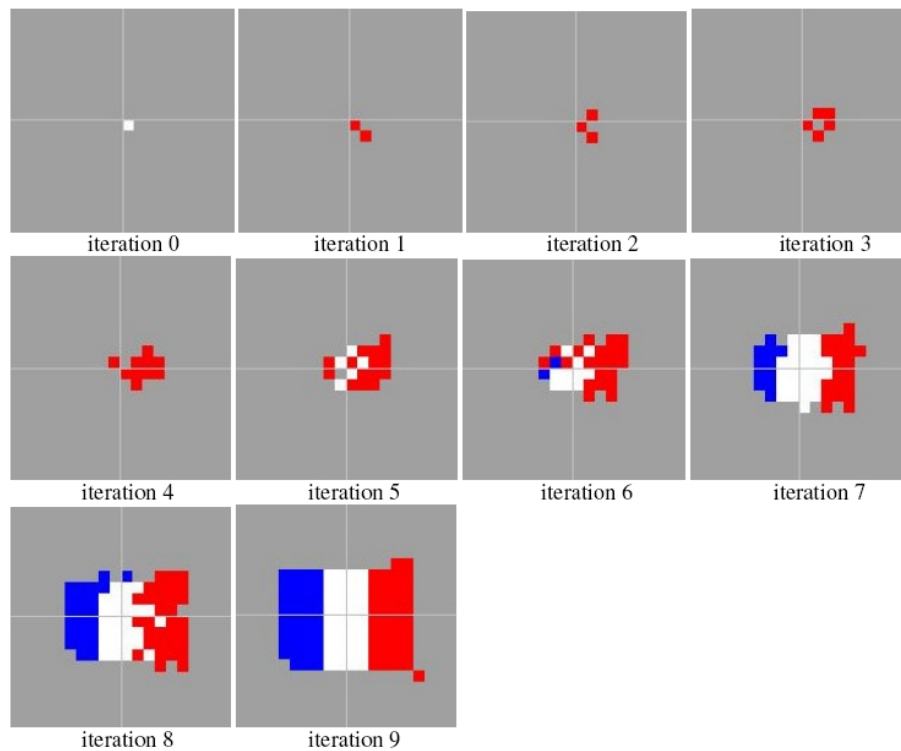 iteration 0
iteration 1
iteration 2
iteration 3
iteration 4
iteration 5
iteration 6
iteration 7
iteration 8
iteration 9